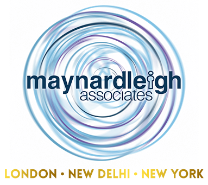 maynardleigh
associates
LONDON • NEW DELHI • NEW YORK